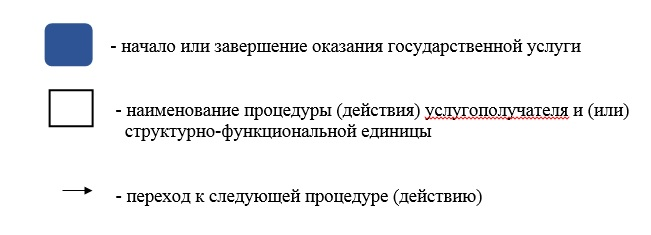 - начало или завершение оказания государственной услуги
- наименование процедуры (действия) услугополучателя и (или)
структурно-функциональной единицы
- переход к следующей процедуре (действию)